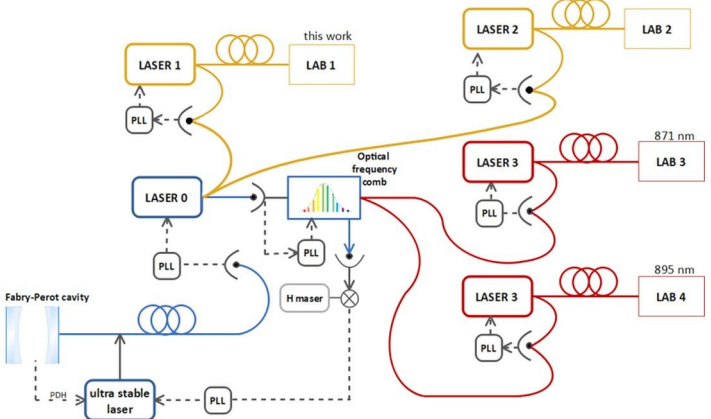 this work
LASER 1
LAB 1
PLL
LASER 2
LAB 2
PLL
Optical
frequency
comb
LASER 0
PLL
PLL
H maser
871 nm
LASER 3
LAB 3
PLL
895 nm
LASER 3
LAB 4
PLL
Fabry-Perot cavity
PDH
ultra stable
laser
PLL